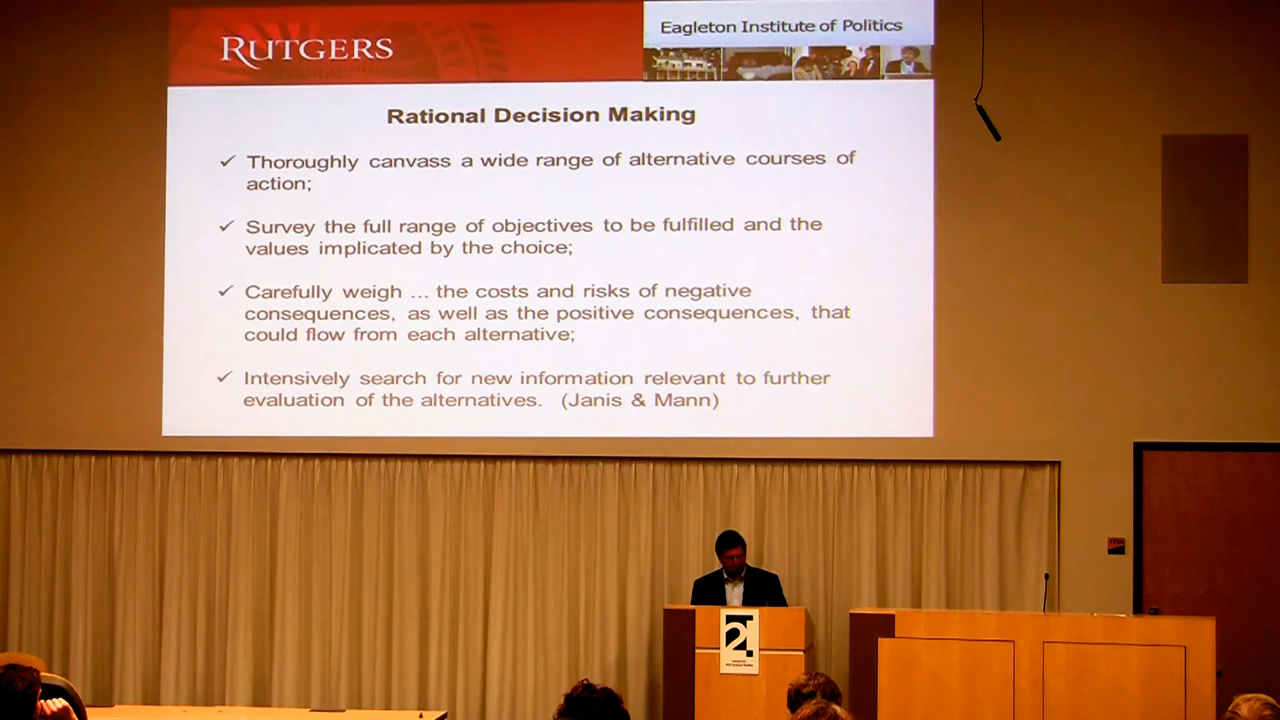 RUTGERS
Eagleton Institute of Politics
Rational Decision Making
✓ Thoroughly canvass a wide range of alternative courses of
action;
✓ Survey the full range of objectives to be fulfilled and the
values implicated by the choice;
✓ Carefully weigh ... the costs and risks of negative
consequences, as well as the positive consequences, that
could flow from each alternative;
✓ Intensively search for new information relevant to further
evaluation of the alternatives. (Janis & Mann)
21